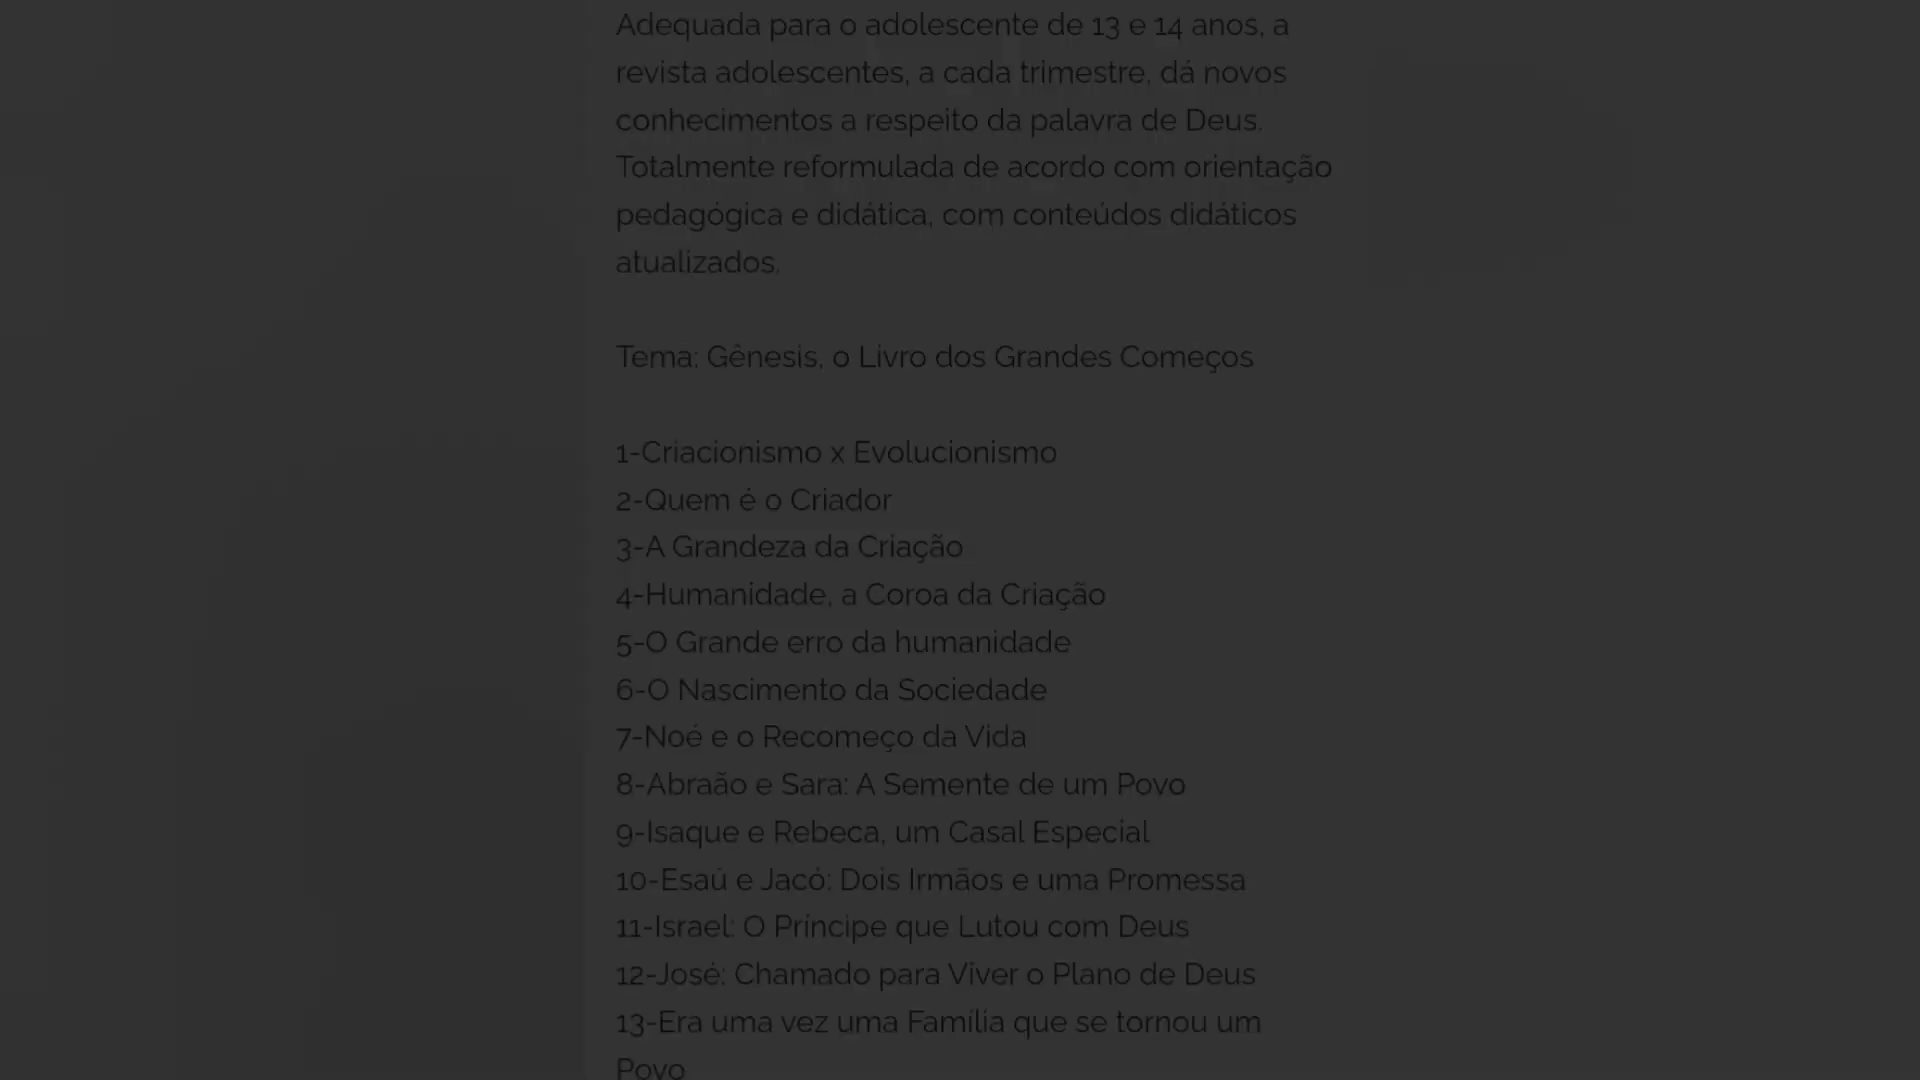 Adequada para o adolescente de 13 e 14 anos, a
revista adolescentes, a cada trimestre, dá novos
conhecimentos a respeito da palavra de Deus.
Totalmente reformulada de acordo com orientação
pedagógica e didática, com conteúdos didáticos
atualizados.
Tema: Gênesis, o Livro dos Grandes Começos
1-Criacionismo x Evolucionismo
2-Quem é o Criador
3-A Grandeza da Criação
4-Humanidade, a Coroa da Criação
5-O Grande erro da humanidade
6-O Nascimento da Sociedade
7-Noé e o Recomeço da Vida
8-Abraão e Sara: A Semente de um Povo
9-Isaque e Rebeca, um Casal Especial
10-Esaú e Jacó: Dois Irmãos e uma Promessa
11-Israel: O Príncipe que Lutou com Deus
12-José: Chamado para Viver o Plano de Deus
13-Era uma vez uma Família que se tornou um
Povo